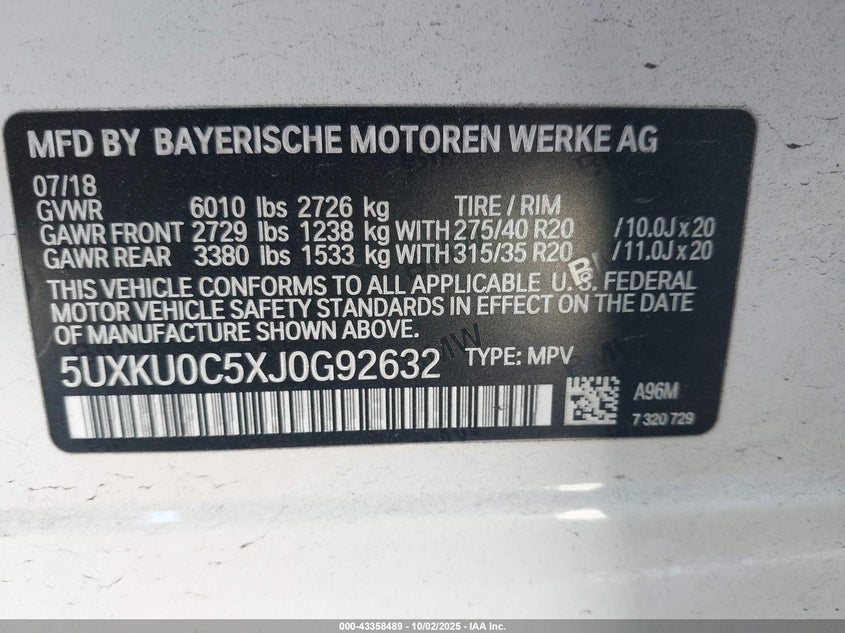 MFD BY BAYERISCHE MOTOREN WERKE AG
07/18
GVWR 6010 lbs 2726 kg TIRE / RIM
GAWR FRONT 2729 lbs 1238 kg WITH 275/40 R20 / 10.0J x 20
GAWR REAR 3380 lbs 1533 kg WITH 315/35 R20 / 11.0J x 20
THIS VEHICLE CONFORMS TO ALL APPLICABLE U.S. FEDERAL
MOTOR VEHICLE SAFETY STANDARDS IN EFFECT ON THE DATE
OF MANUFACTURE SHOWN ABOVE.
5UXKU0C5XJ0G92632 TYPE: MPV
A96M
7 320 729
000-43358489 - 10/02/2025 - IAA Inc.